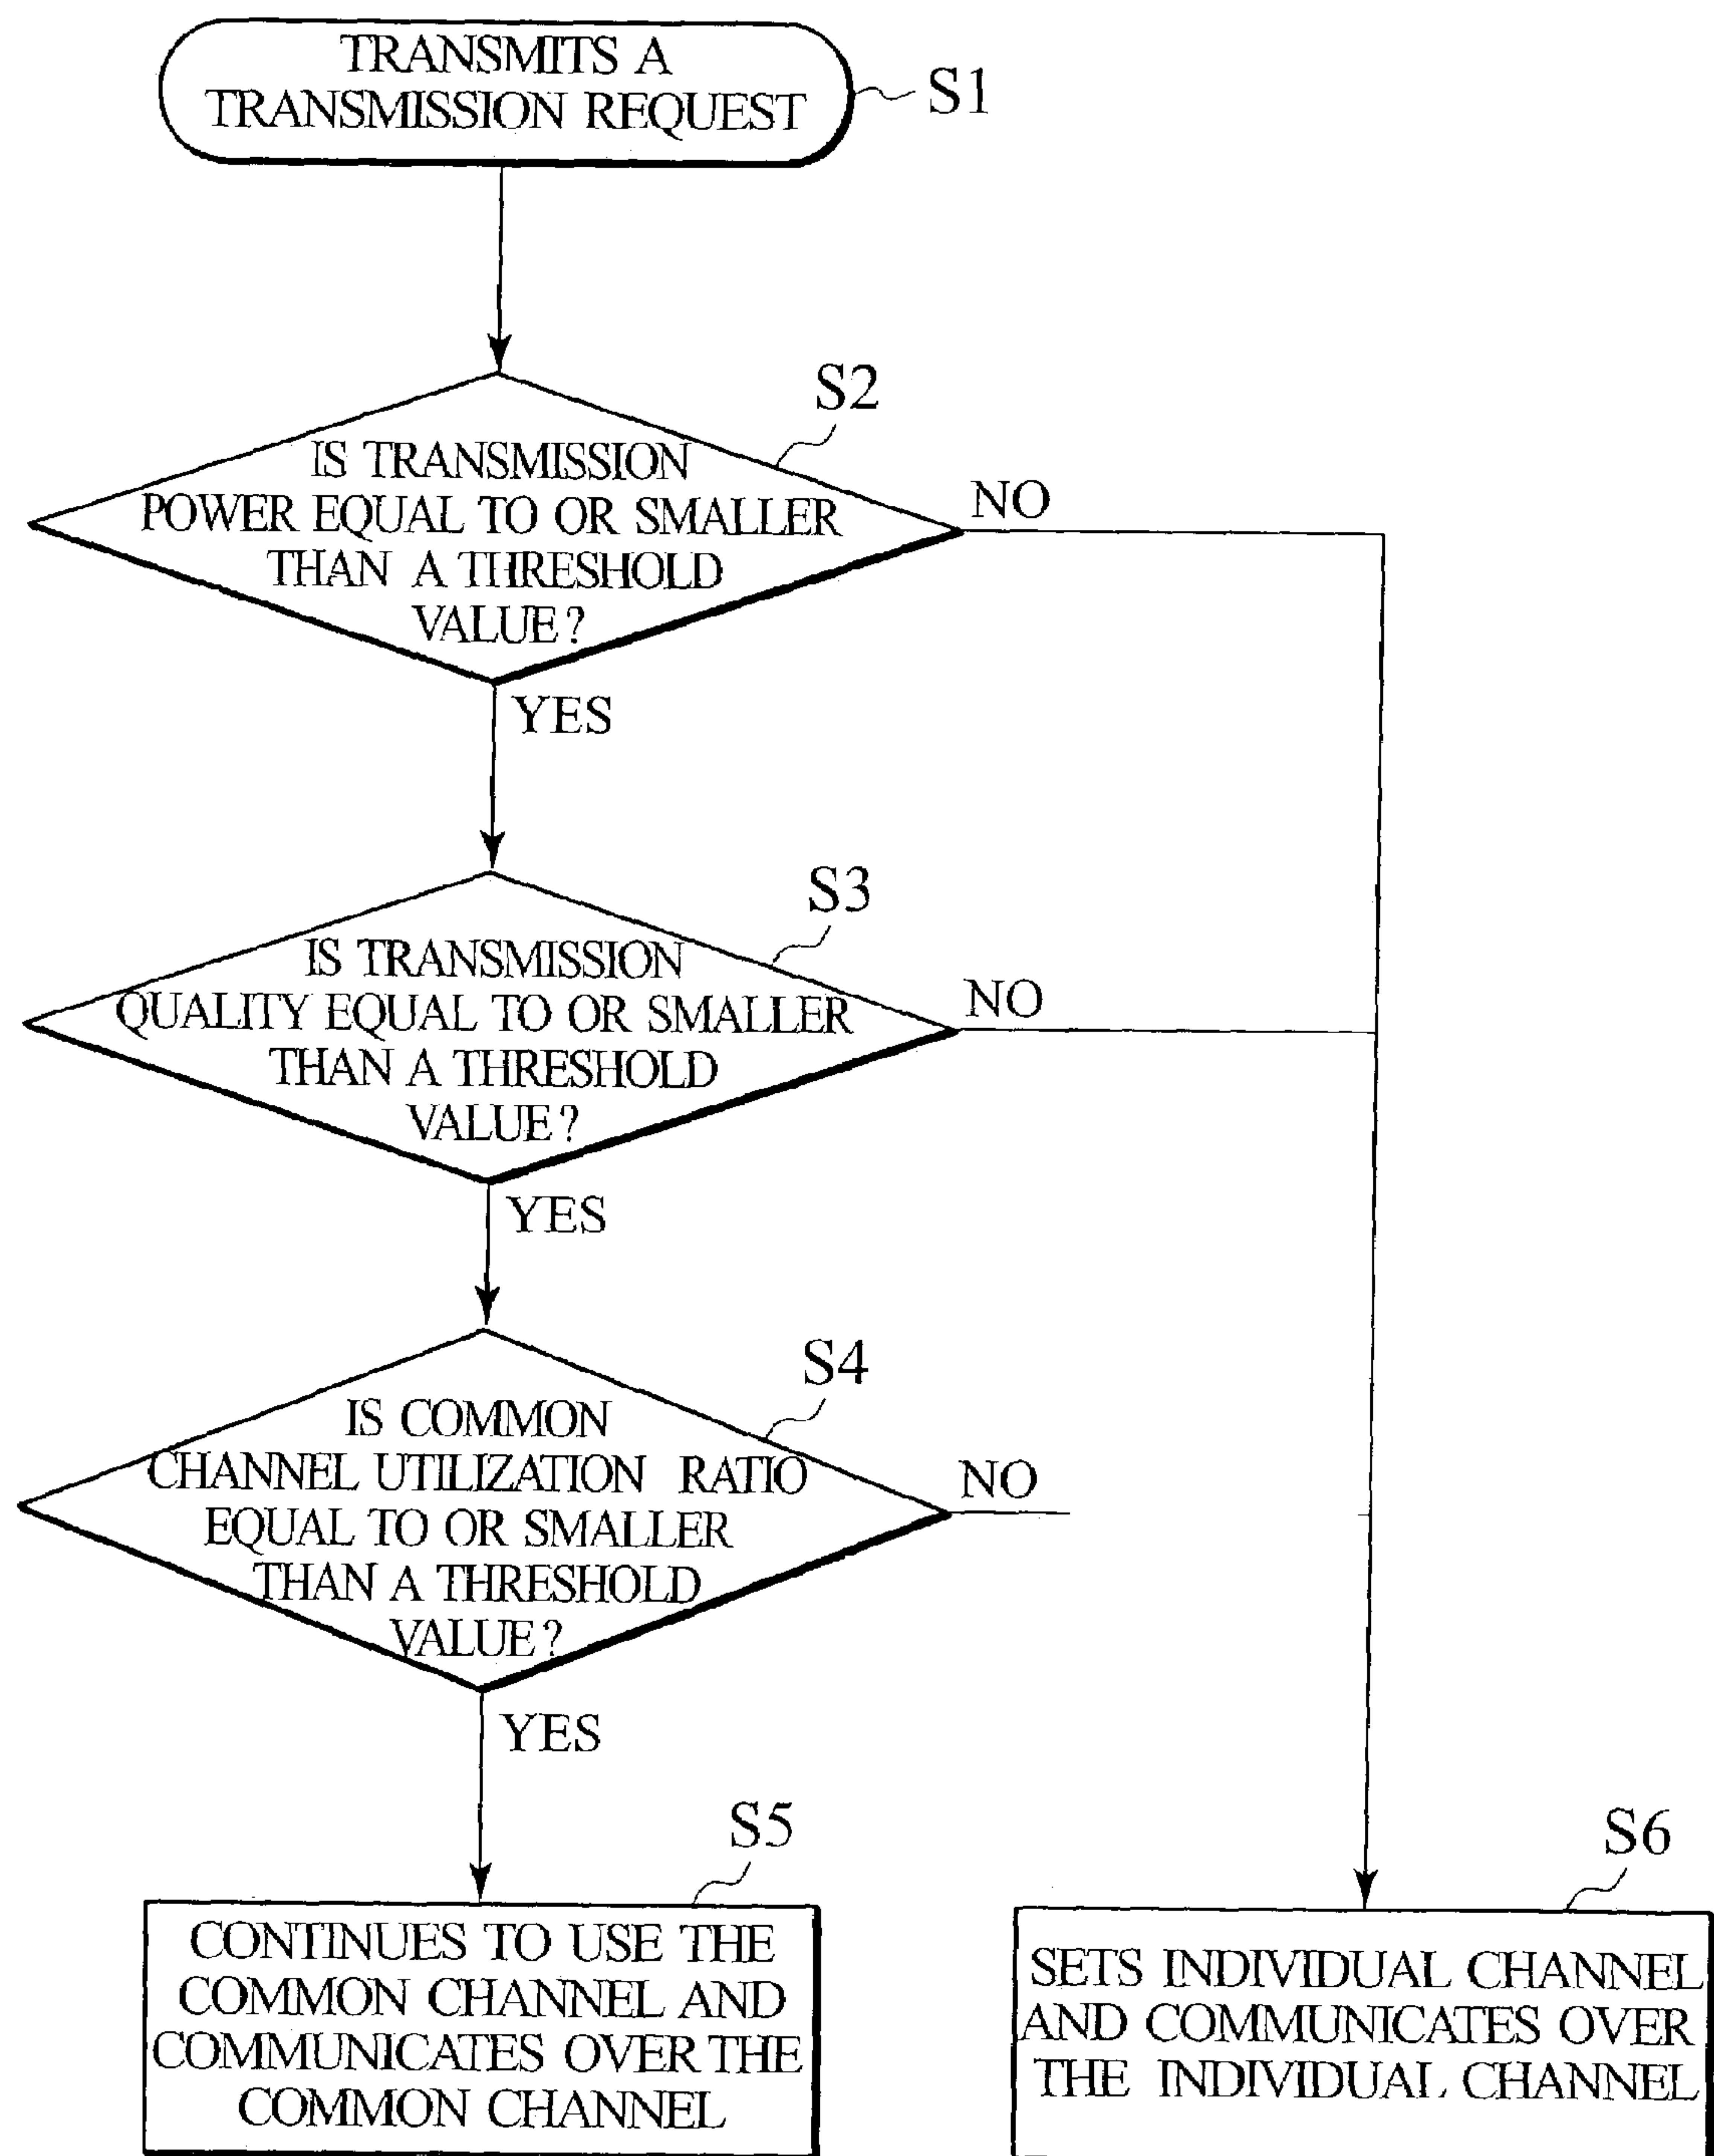 TRANSMITS A
TRANSMISSION REQUEST
S1
S2
IS TRANSMISSION
POWER EQUAL TO OR SMALLER
THAN A THRESHOLD
VALUE?
NO
YES
S3
IS TRANSMISSION
QUALITY EQUAL TO OR SMALLER
THAN A THRESHOLD
VALUE?
NO
YES
S4
IS COMMON
CHANNEL UTILIZATION RATIO
EQUAL TO OR SMALLER
THAN A THRESHOLD
VALUE?
NO
YES
S5
CONTINUES TO USE THE
COMMON CHANNEL AND
COMMUNICATES OVER THE
COMMON CHANNEL
S6
SETS INDIVIDUAL CHANNEL
AND COMMUNICATES OVER
THE INDIVIDUAL CHANNEL